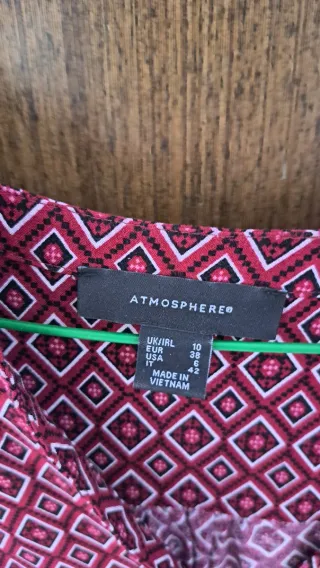 ATMOSPHERE®
UK/IRL 10
EUR 38
USA 6
IT 42
MADE IN
VIETNAM